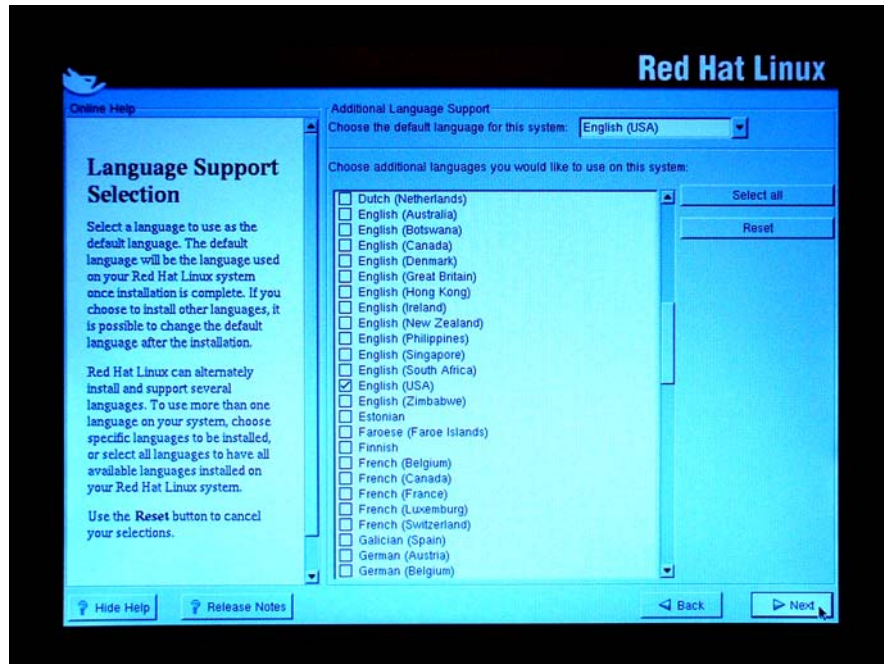 Red Hat Linux
Online Help
Language Support
Selection
Select a language to use as the
default language. The default
language will be the language used
on your Red Hat Linux system
once installation is complete. If you
choose to install other languages, it
is possible to change the default
language after the installation.
Red Hat Linux can alternately
install and support several
languages. To use more than one
language on your system, choose
specific languages to be installed,
or select all languages to have all
available languages installed on
your Red Hat Linux system.
Use the Reset button to cancel
your selections.
Additional Language Support
Choose the default language for this system: English (USA)
Choose additional languages you would like to use on this system:
Dutch (Netherlands)
English (Australia)
English (Botswana)
English (Canada)
English (Denmark)
English (Great Britain)
English (Hong Kong)
English (Ireland)
English (New Zealand)
English (Philippines)
English (Singapore)
English (South Africa)
English (USA)
English (Zimbabwe)
Estonian
Faroese (Faroe Islands)
Finnish
French (Belgium)
French (Canada)
French (France)
French (Luxemburg)
French (Switzerland)
Galician (Spain)
German (Austria)
German (Belgium)
Select all
Reset
Hide Help
Release Notes
Back
Next